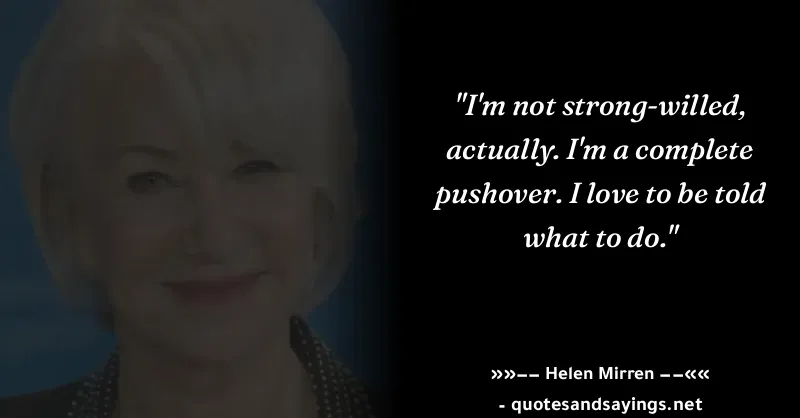 "I'm not strong-willed,
actually. I'm a complete
pushover. I love to be told
what to do."
»»−− Helen Mirren −−««
- quotesandsayings.net